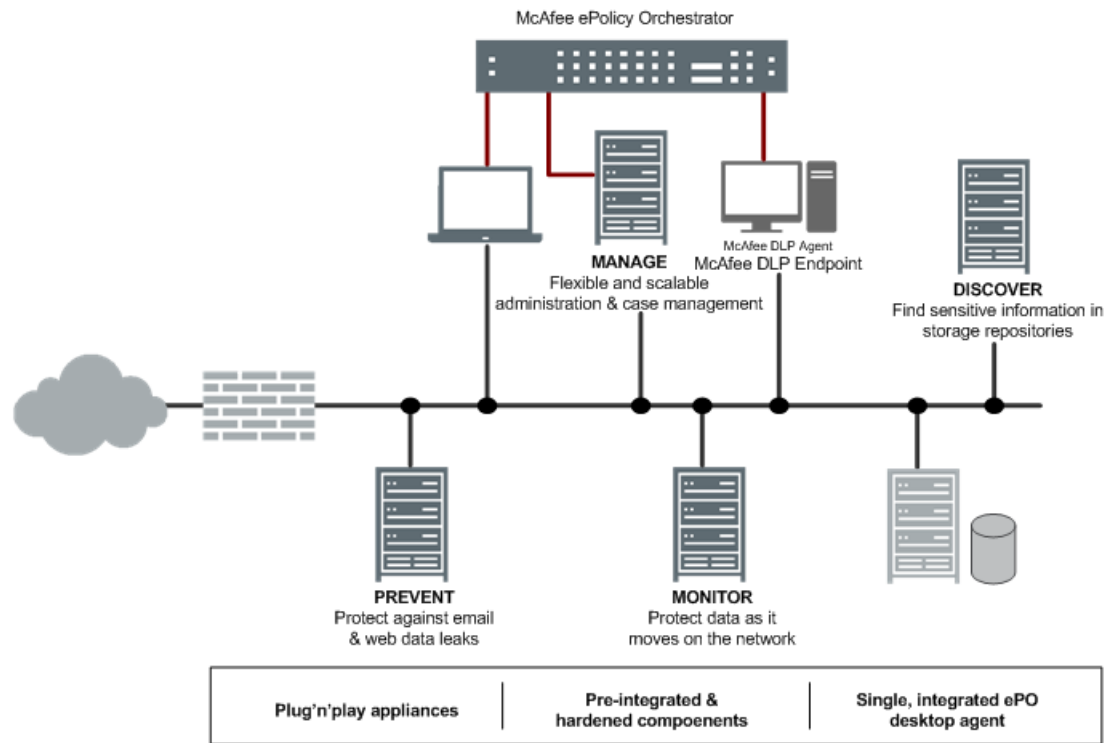 McAfee ePolicy Orchestrator
McAfee DLP Agent
McAfee DLP Endpoint
MANAGE
Flexible and scalable
administration & case management
DISCOVER
Find sensitive information in
storage repositories
PREVENT
Protect against email
& web data leaks
MONITOR
Protect data as it
moves on the network
Plug'n'play appliances
Pre-integrated &
hardened compoenents
Single, integrated ePO
desktop agent